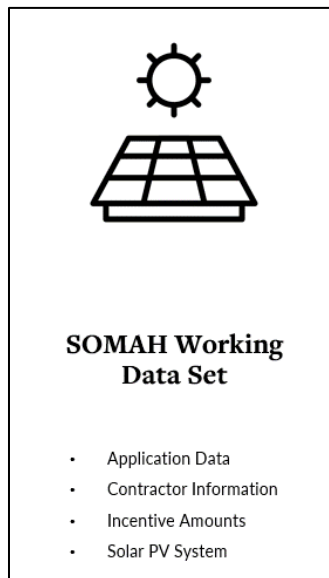 SOMAH Working
Data Set
• Application Data
• Contractor Information
• Incentive Amounts
• Solar PV System